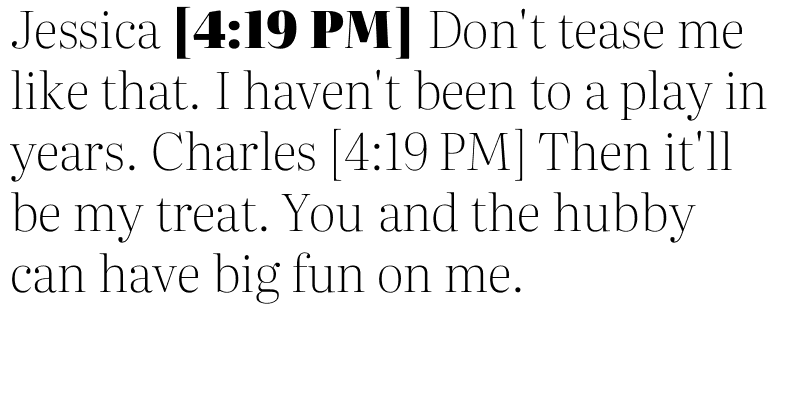 Jessica [4:19 PM] Don't tease me
like that. I haven't been to a play in
years. Charles [4:19 PM] Then it'll
be my treat. You and the hubby
can have big fun on me.